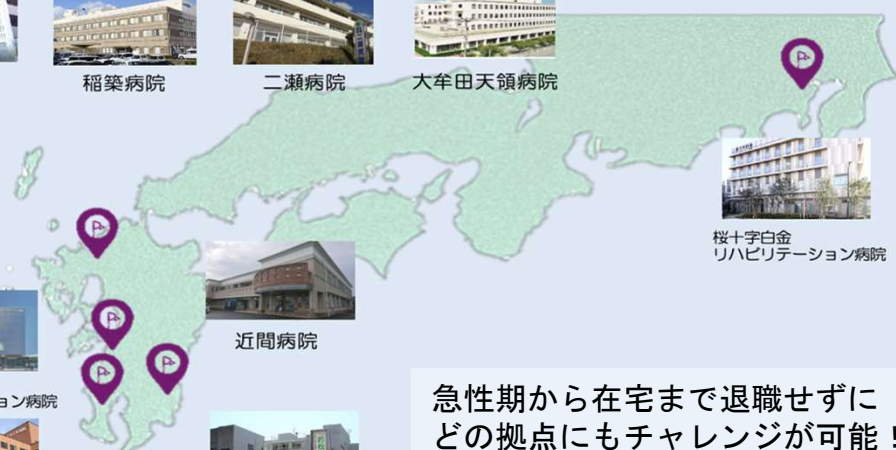 稲築病院
二瀬病院
大牟田天領病院
桜十字白金
リハビリテーション病院
近間病院
ョン病院
急性期から在宅まで退職せずに
どの拠点にもチャレンジが可能！